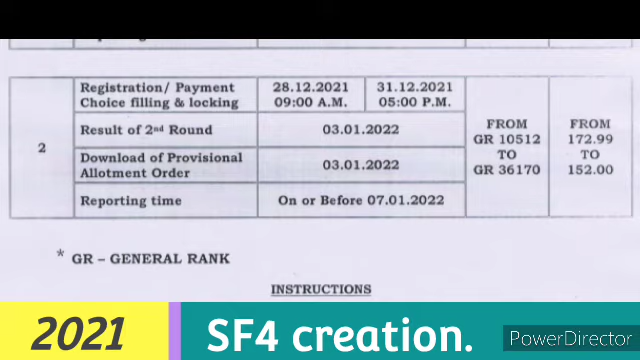 Registration/ Payment
Choice filling & locking
28.12.2021
09:00 A.M.
31.12.2021
05:00 P.M.
2
Result of 2nd Round
03.01.2022
Download of Provisional
Allotment Order
03.01.2022
Reporting time
On or Before 07.01.2022
FROM
GR 10512
TO
GR 36170
FROM
172.99
TO
152.00
* GR – GENERAL RANK
INSTRUCTIONS
2021
SF4 creation.
PowerDirector